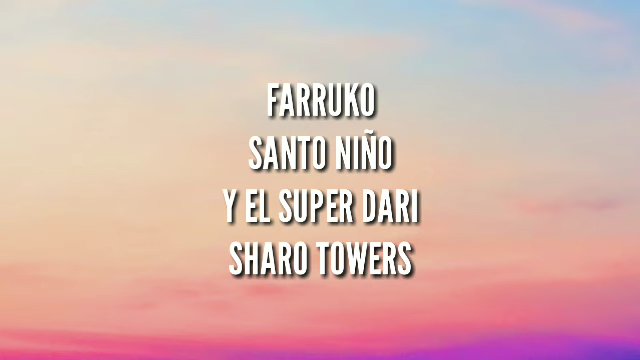 FARRUKO
SANTO NIÑO
Y EL SUPER DARI
SHARO TOWERS